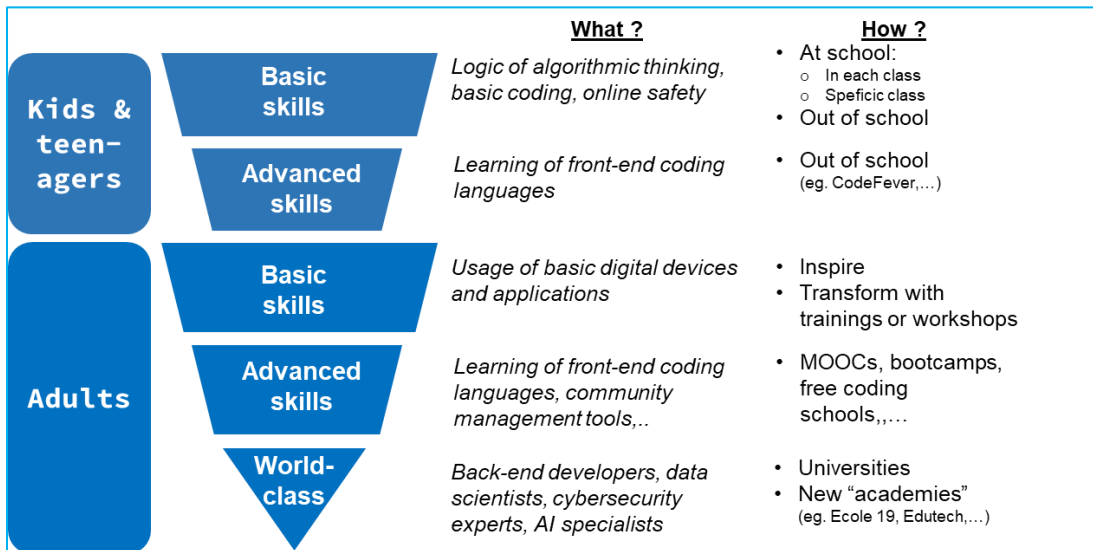 What ?
How ?
Kids &
teen-
agers
Basic
skills
Logic of algorithmic thinking,
basic coding, online safety
• At school:
o In each class
o Speficic class
• Out of school
Advanced
skills
Learning of front-end coding
languages
• Out of school
(eg. CodeFever,…)
Adults
Basic
skills
Usage of basic digital devices
and applications
• Inspire
• Transform with
trainings or workshops
Advanced
skills
Learning of front-end coding
languages, community
management tools,..
• MOOCs, bootcamps,
free coding
schools,,…
World-
class
Back-end developers, data
scientists, cybersecurity
experts, AI specialists
• Universities
• New “academies”
(eg. Ecole 19, Edutech,…)